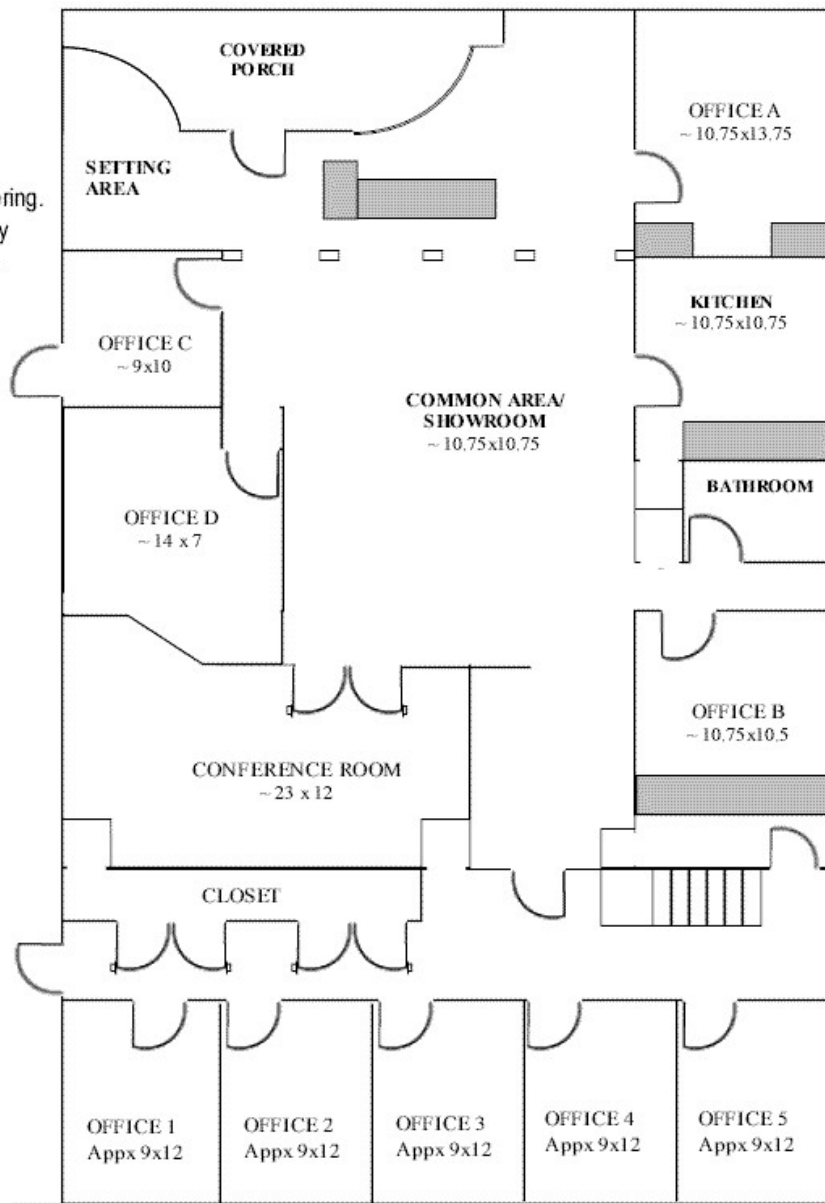 COVERED
PORCH
OFFICE A
~ 10.75x13.75
SETTING
AREA
KITCHEN
~ 10.75x10.75
OFFICE C
~ 9x10
COMMON AREA/
SHOWROOM
~ 10.75x10.75
BATHROOM
OFFICE D
~ 14 x 7
OFFICE B
~ 10.75x10.5
CONFERENCE ROOM
~ 23 x 12
CLOSET
OFFICE 1
Appx 9x12
OFFICE 2
Appx 9x12
OFFICE 3
Appx 9x12
OFFICE 4
Appx 9x12
OFFICE 5
Appx 9x12